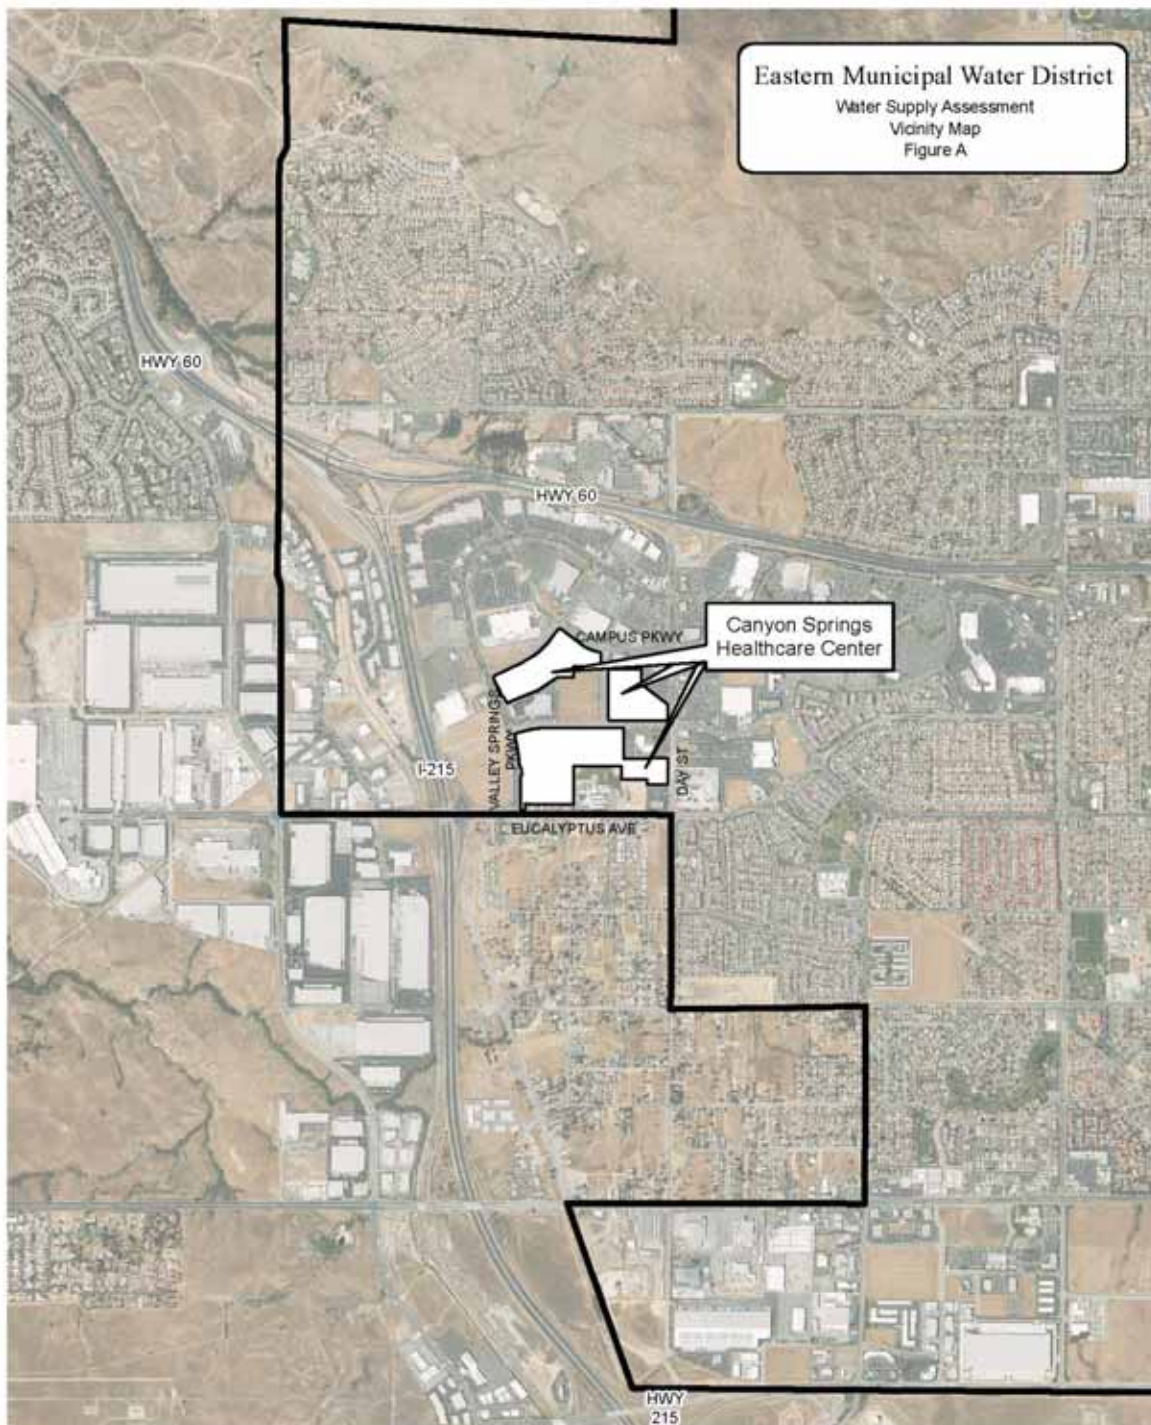 Eastern Municipal Water District
Water Supply Assessment
Vicinity Map
Figure A
HWY 60
HWY 60
CAMPUS PKWY
Canyon Springs
Healthcare Center
VALLEY SPRINGS
PKWY
I-215
DAY ST
EUCALYPTUS AVE
HWY
215